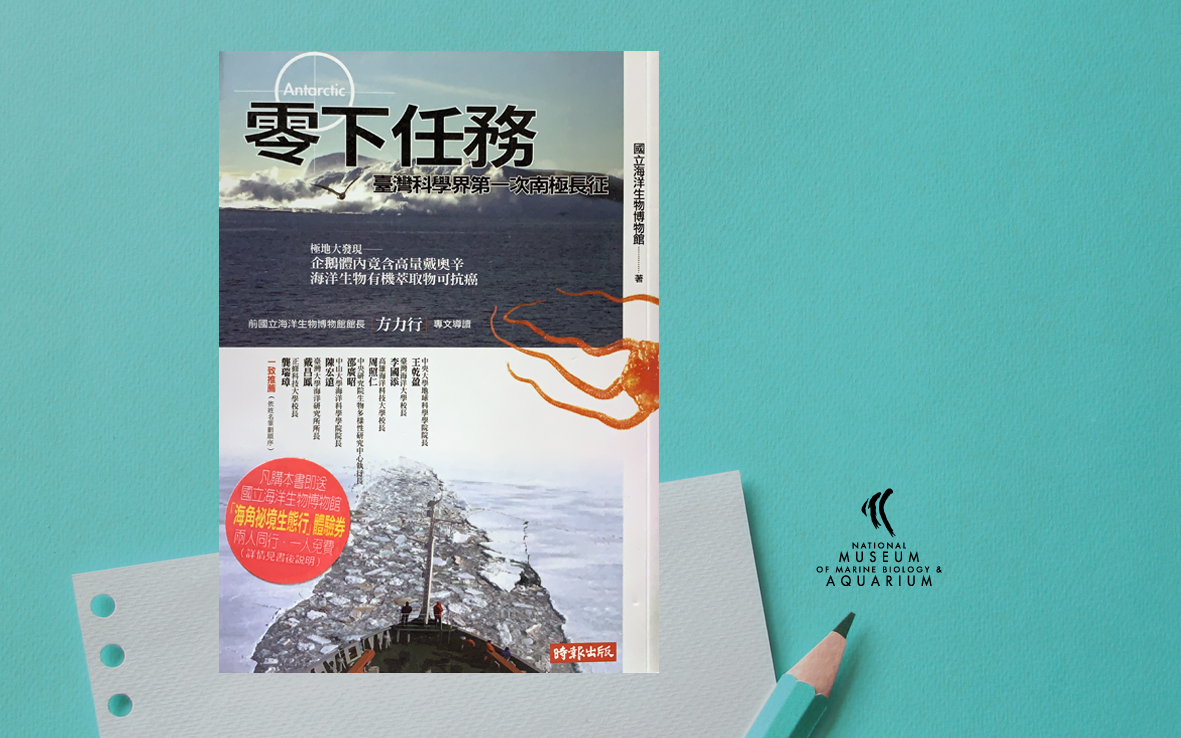 Antarctic
零下任務
臺灣科學界第一次南極長征
極地大發現——
企鵝體內竟含高量戴奧辛
海洋生物有機萃取物可抗癌
前國立海洋生物博物館館長 方力行 專文導讀
國立海洋生物博物館………著
中央大學地球科學學院院長
王乾盈
臺灣海洋大學校長
李國添
高雄海洋科技大學校長
周照仁
中央研究院生物多樣性研究中心執行長
邵廣昭
中山大學海洋科學學院院長
陳宏遠
臺灣大學海洋研究所所長
戴昌鳳
正修科技大學校長
龔瑞璋
一致推薦（依姓名筆劃順序）
凡購本書即送
國立海洋生物博物館
「海角祕境生態行」體驗券
兩人同行，一人免費
（詳情見書後說明）
時報出版
NATIONAL
MUSEUM
OF MARINE BIOLOGY &
AQUARIUM